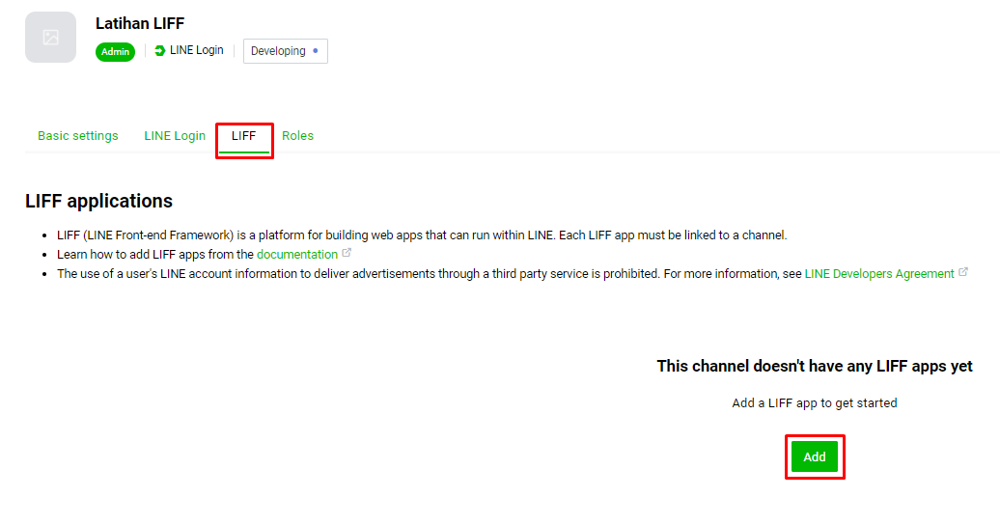 Latihan LIFF
Admin LINE Login Developing
Basic settings LINE Login LIFF Roles
LIFF applications
LIFF (LINE Front-end Framework) is a platform for building web apps that can run within LINE. Each LIFF app must be linked to a channel.
Learn how to add LIFF apps from the documentation
The use of a user's LINE account information to deliver advertisements through a third party service is prohibited. For more information, see LINE Developers Agreement
This channel doesn't have any LIFF apps yet
Add a LIFF app to get started
Add